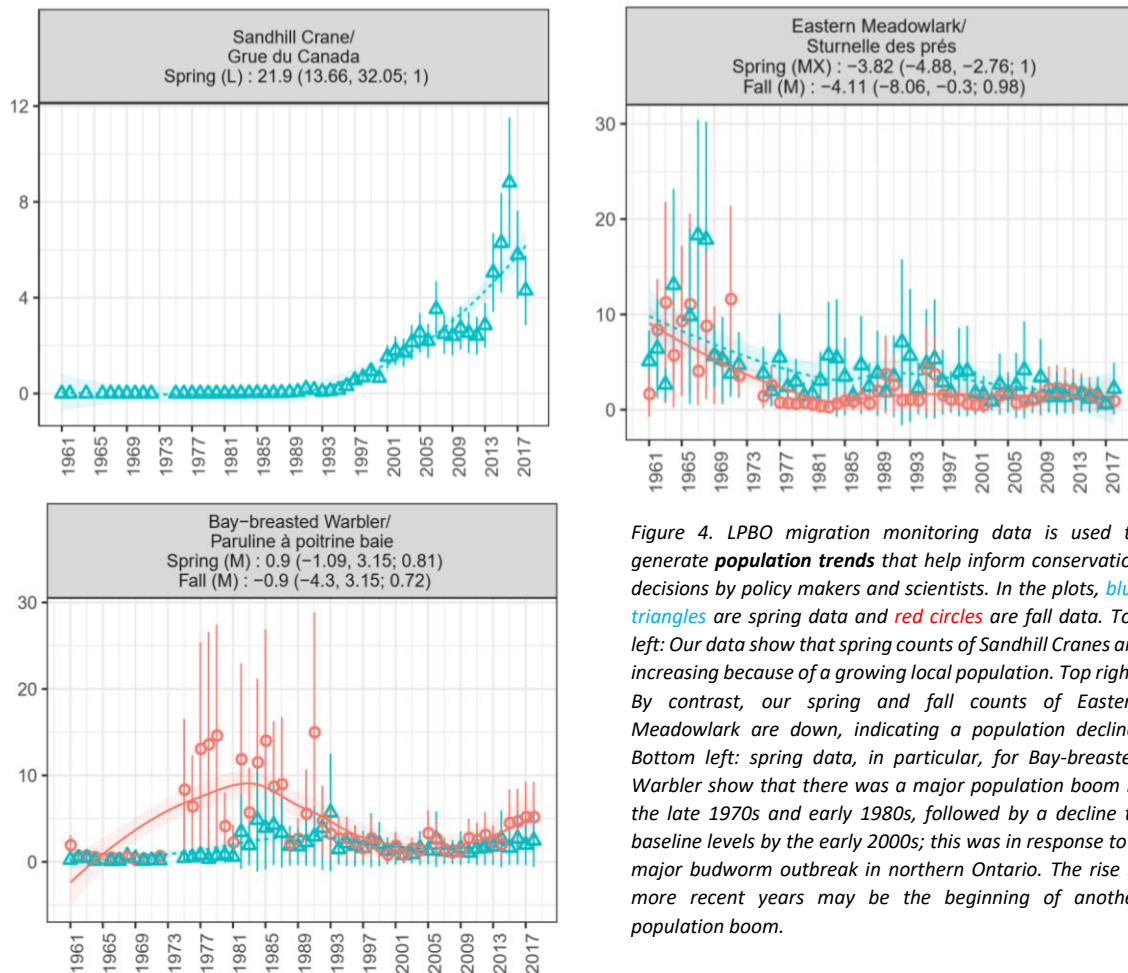 Sandhill Crane/
Grue du Canada
Spring (L) : 21.9 (13.66, 32.05; 1)
12
8
4
0
1961 1965 1969 1973 1977 1981 1985 1989 1993 1997 2001 2005 2009 2013 2017
Eastern Meadowlark/
Sturnelle des prés
Spring (MX) : −3.82 (−4.88, −2.76; 1)
Fall (M) : −4.11 (−8.06, −0.3; 0.98)
30
20
10
0
1961 1965 1969 1973 1977 1981 1985 1989 1993 1997 2001 2005 2009 2013 2017
Bay−breasted Warbler/
Paruline à poitrine baie
Spring (M) : 0.9 (−1.09, 3.15; 0.81)
Fall (M) : −0.9 (−4.3, 3.15; 0.72)
30
20
10
0
1961 1965 1969 1973 1977 1981 1985 1989 1993 1997 2001 2005 2009 2013 2017
Figure 4. LPBO migration monitoring data is used t
generate population trends that help inform conservatio
decisions by policy makers and scientists. In the plots, blu
triangles are spring data and red circles are fall data. To
left: Our data show that spring counts of Sandhill Cranes ar
increasing because of a growing local population. Top righ
By contrast, our spring and fall counts of Easter
Meadowlark are down, indicating a population declin
Bottom left: spring data, in particular, for Bay-breaste
Warbler show that there was a major population boom
the late 1970s and early 1980s, followed by a decline t
baseline levels by the early 2000s; this was in response to
major budworm outbreak in northern Ontario. The rise
more recent years may be the beginning of anothe
population boom.